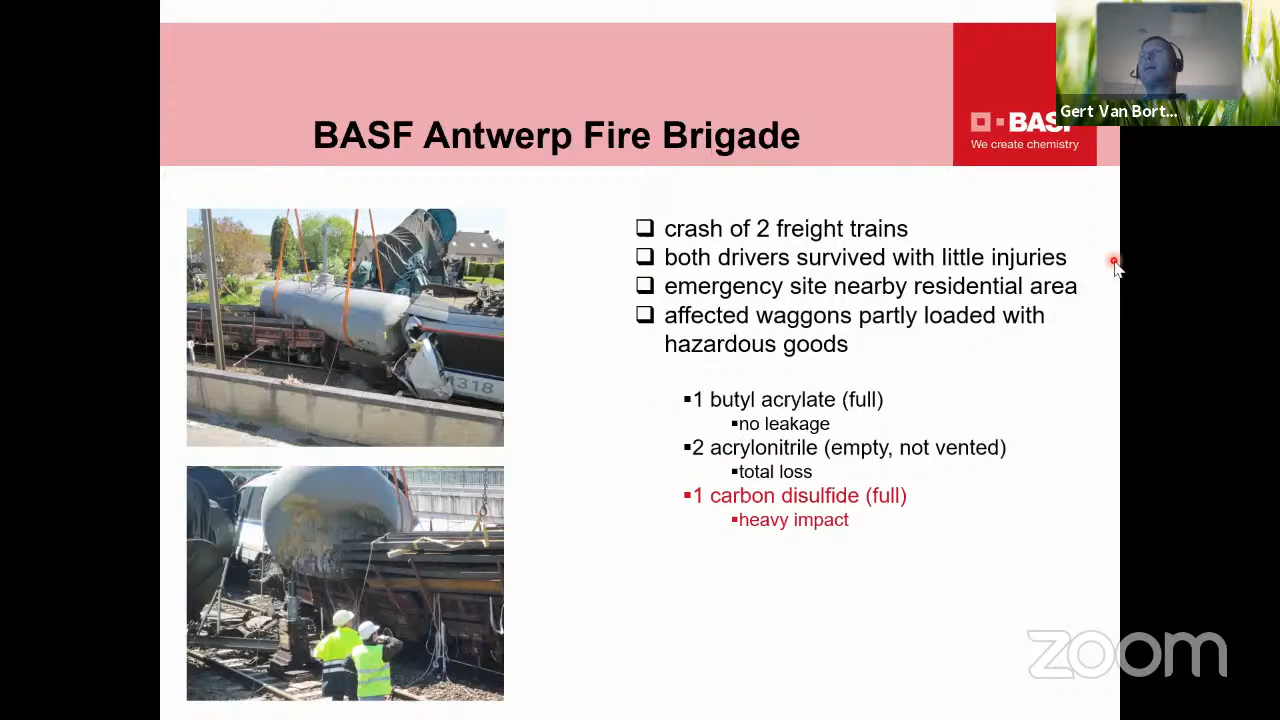 Gert Van Bort...
BASF Antwerp Fire Brigade
BASF
We create chemistry
❑ crash of 2 freight trains
❑ both drivers survived with little injuries
❑ emergency site nearby residential area
❑ affected waggons partly loaded with
hazardous goods
▪1 butyl acrylate (full)
▪no leakage
▪2 acrylonitrile (empty, not vented)
▪total loss
▪1 carbon disulfide (full)
▪heavy impact
1318
zoom